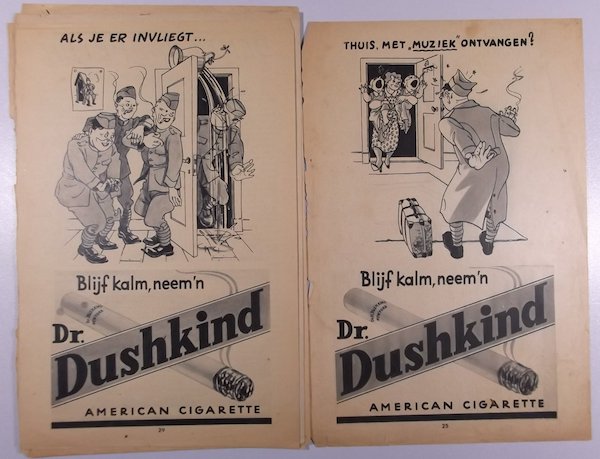 ALS JE ER INVLIEGT...
Blijf kalm, neem'n
Dr.
Dushkind
AMERICAN CIGARETTE
29
THUIS, MET „MUZIEK" ONTVANGEN?
Blijf kalm, neem'n
Dr.
Dushkind
AMERICAN CIGARETTE
25